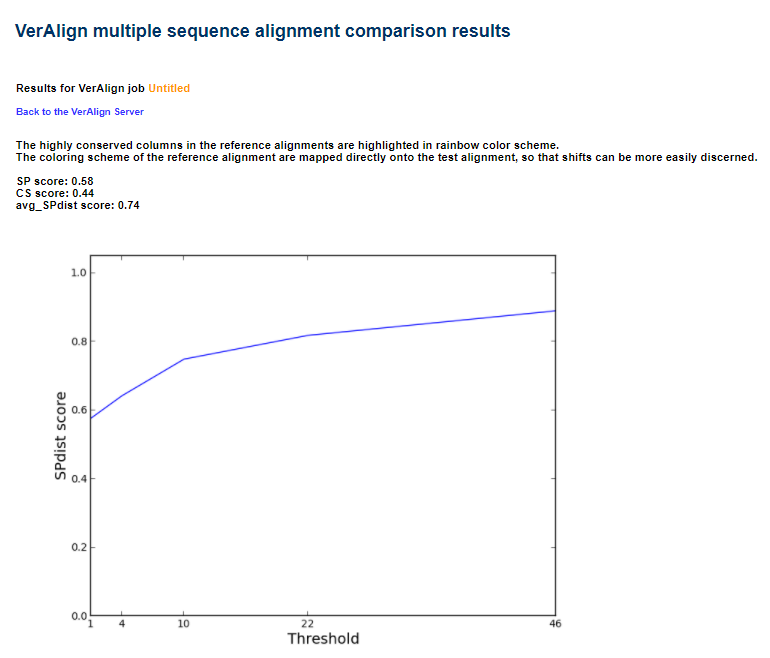 VerAlign multiple sequence alignment comparison results
Results for VerAlign job Untitled
Back to the VerAlign Server
The highly conserved columns in the reference alignments are highlighted in rainbow color scheme.
The coloring scheme of the reference alignment are mapped directly onto the test alignment, so that shifts can be more easily discerned.
SP score: 0.58
CS score: 0.44
avg_SPdist score: 0.74
1.0
0.8
0.6
0.4
0.2
0.0
SPdist score
1 4 10 22 46
Threshold